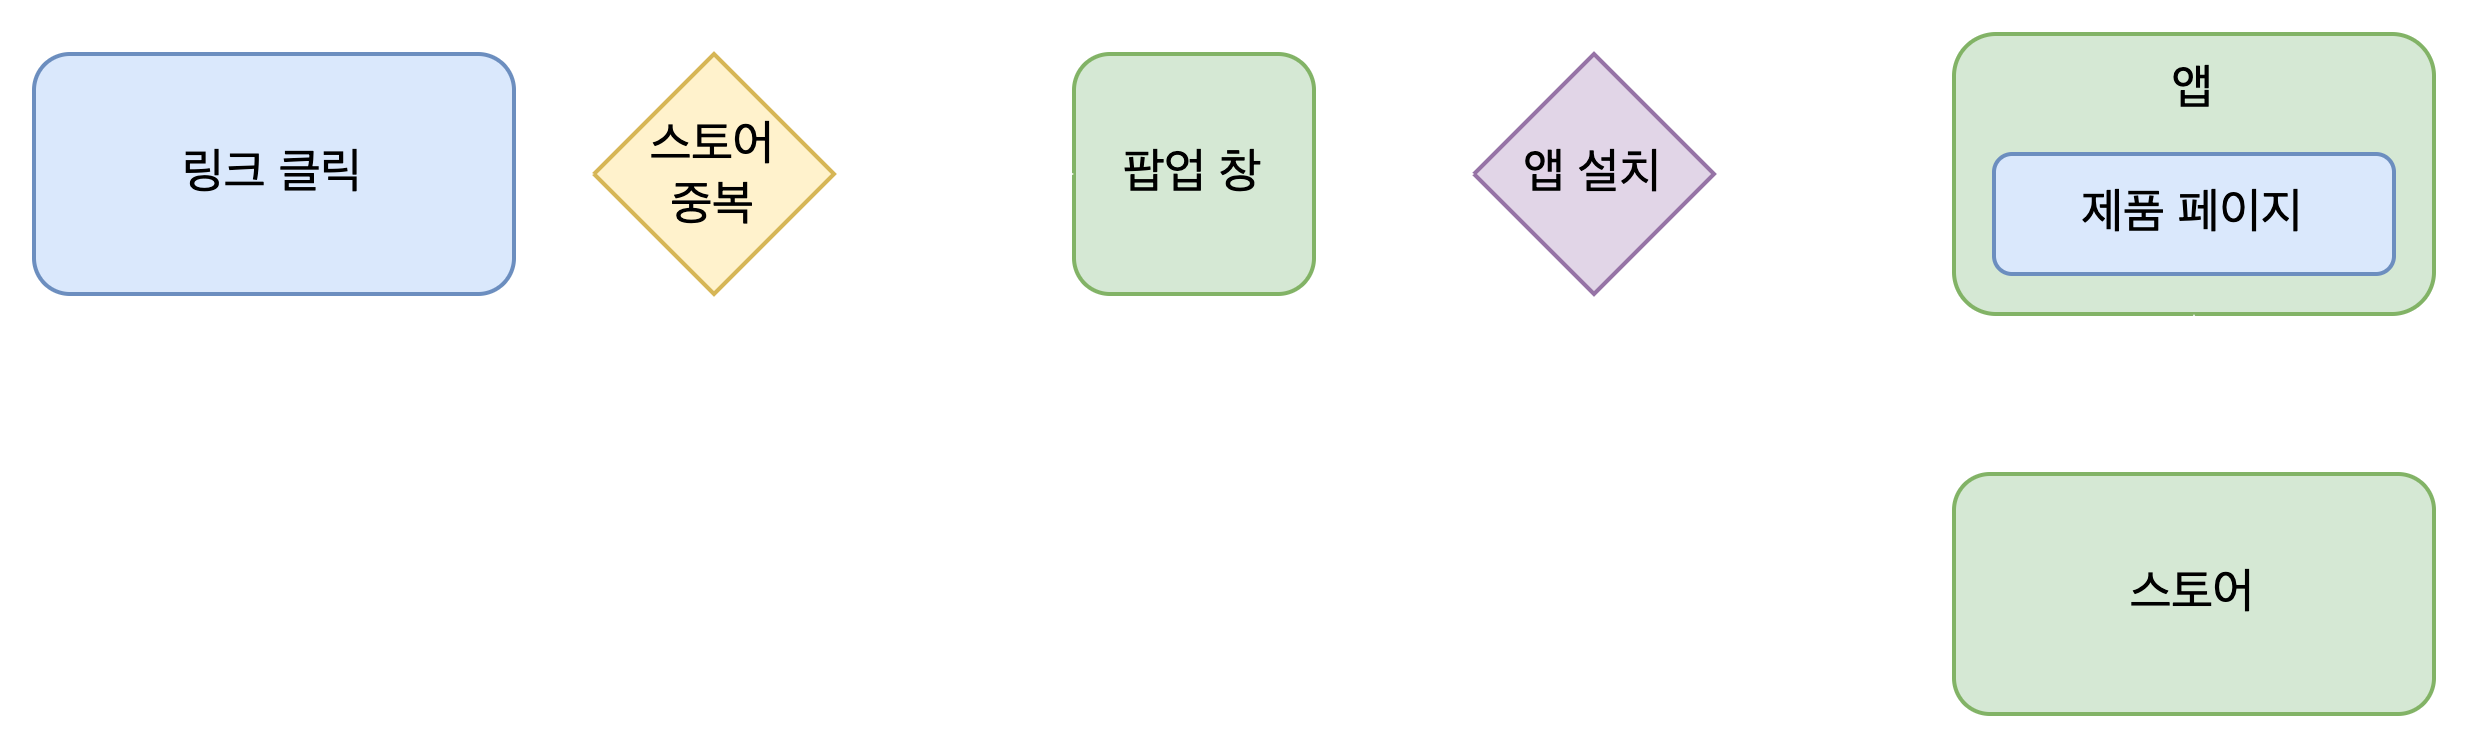 링크 클릭
스토어
중복
팝업 창
앱 설치
앱
제품 페이지
스토어